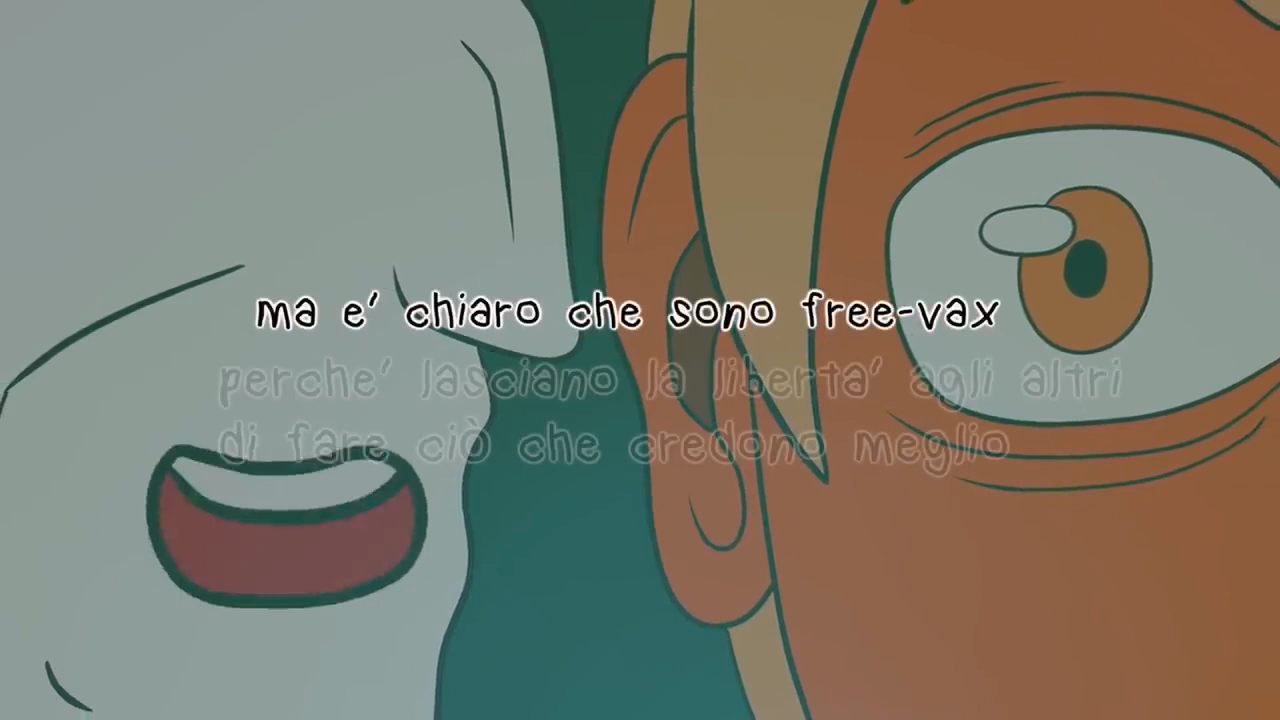 ma e' chiaro che sono free-vax
perche' lasciano la liberta' agli altri
di fare ciò che credono meglio